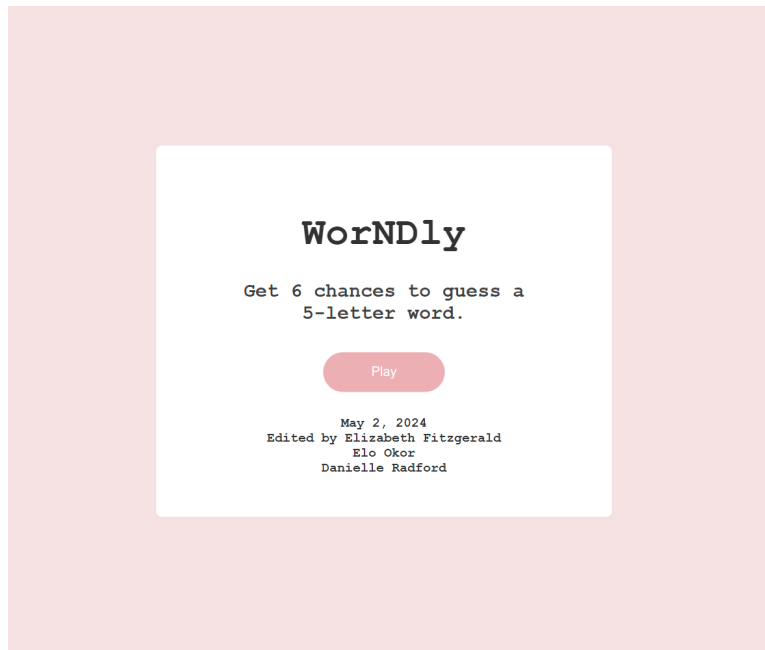 WorNDly
Get 6 chances to guess a
5-letter word.
Play
May 2, 2024
Edited by Elizabeth Fitzgerald
Elo Okor
Danielle Radford